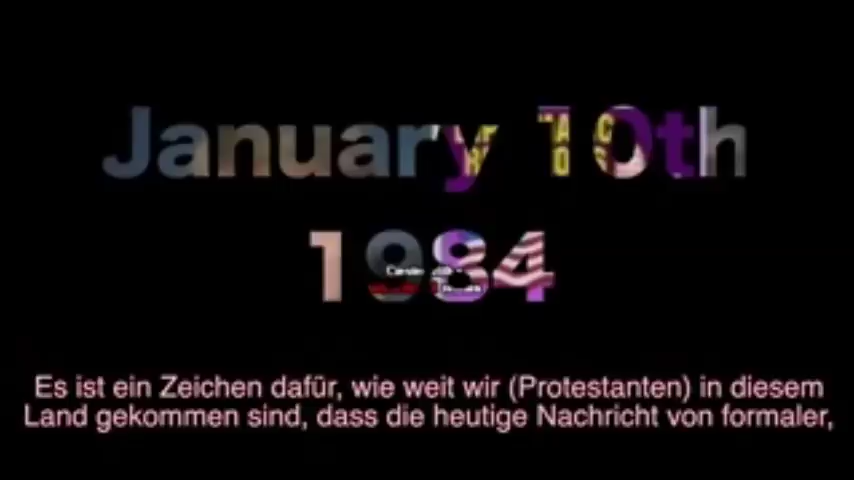 January 10th
1984
Es ist ein Zeichen dafür, wie weit wir (Protestanten) in diesem
Land gekommen sind, dass die heutige Nachricht von formaler,